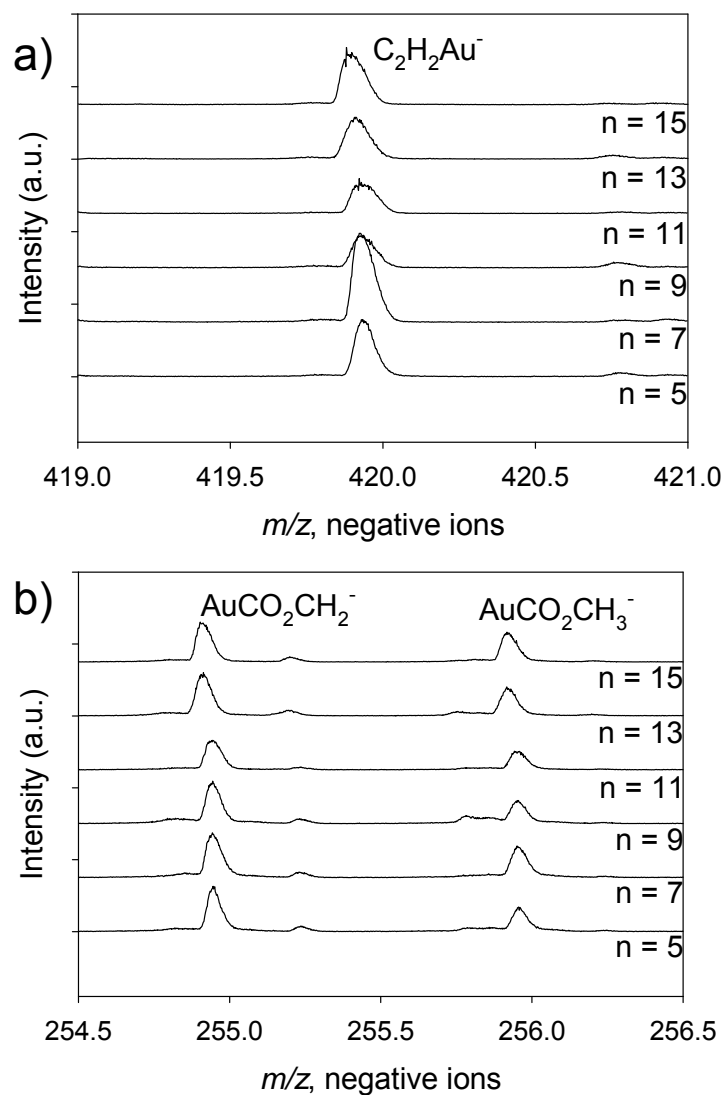 a)
C₂H₂Au⁻
n = 15
n = 13
n = 11
n = 9
n = 7
n = 5
Intensity (a.u.)
419.0 419.5 420.0 420.5 421.0
m/z, negative ions
b)
AuCO₂CH₂⁻ AuCO₂CH₃⁻
n = 15
n = 13
n = 11
n = 9
n = 7
n = 5
Intensity (a.u.)
254.5 255.0 255.5 256.0 256.5
m/z, negative ions